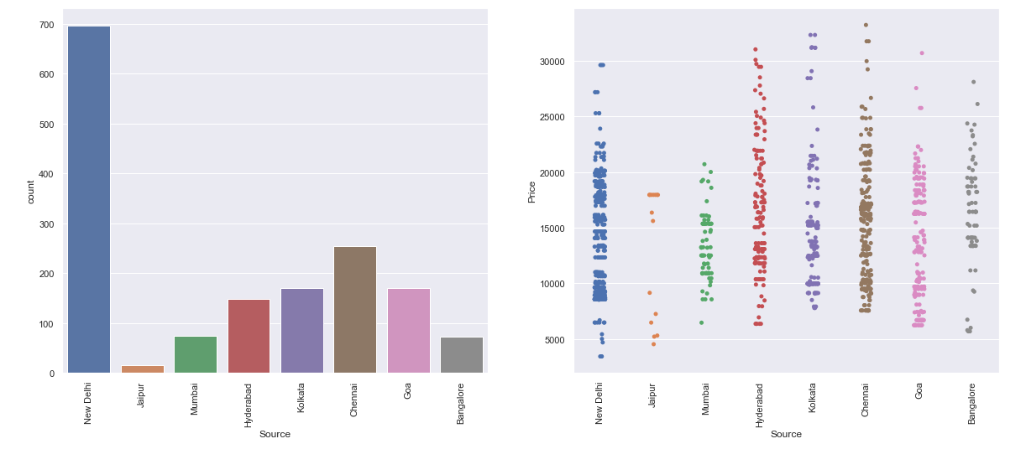 700
600
500
400
300
200
100
0
count
New Delhi
Jaipur
Mumbai
Hyderabad
Kolkata
Chennai
Goa
Bangalore
Source
30000
25000
20000
15000
10000
5000
Price
New Delhi
Jaipur
Mumbai
Hyderabad
Kolkata
Chennai
Goa
Bangalore
Source